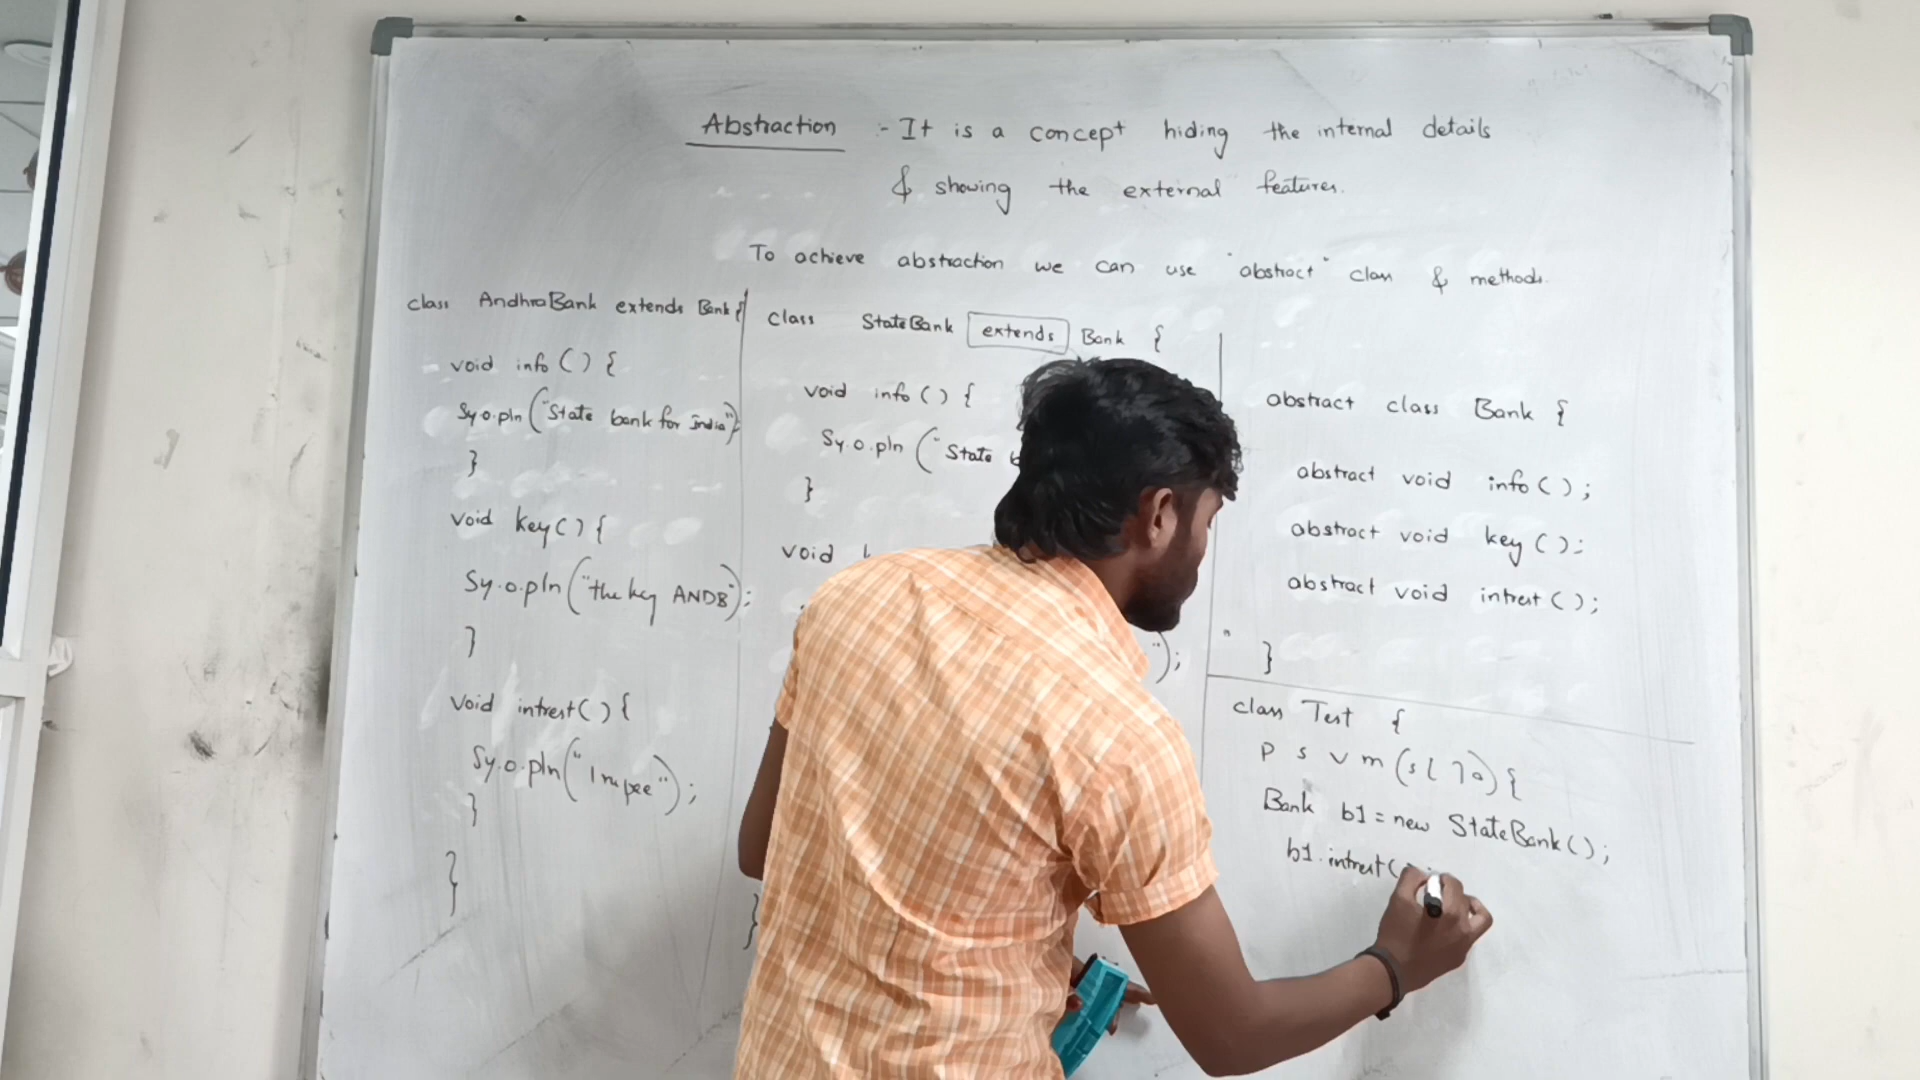 Abstraction :- It is a concept hiding the internal details
& showing the external features.
To achieve abstraction we can use "abstract" class & methods.
class AndhraBank extends Bank {
void info () {
Sy.o.pln ("State bank for India");
}
void key() {
Sy.o.pln ("the key ANDB");
}
void intrest() {
Sy.o.pln ("1 rupee");
}
}
class StateBank extends Bank {
void info () {
Sy.o.pln ("State
}
void
");
}
abstract class Bank {
abstract void info ();
abstract void key ();
abstract void intrest ();
}
class Test {
p s v m (s[ ]a) {
Bank b1 = new StateBank();
b1.intrest(